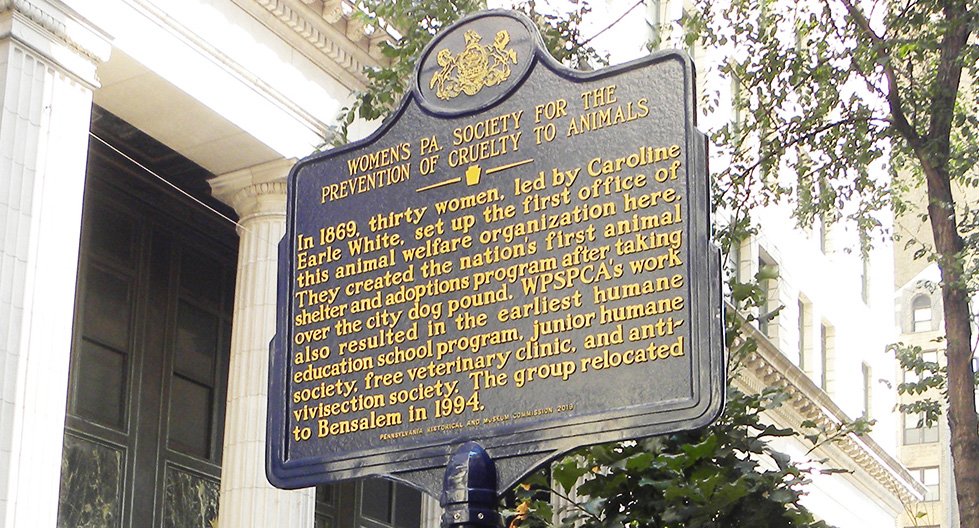 WOMEN'S PA. SOCIETY FOR THE
PREVENTION OF CRUELTY TO ANIMALS
In 1869, thirty women, led by Caroline
Earle White, set up the first office of
this animal welfare organization here.
They created the nation's first animal
shelter and adoptions program after taking
over the city dog pound. WPSPCA's work
also resulted in the earliest humane
education school program, junior humane
society, free veterinary clinic, and anti-
vivisection society. The group relocated
to Bensalem in 1994.
PENNSYLVANIA HISTORICAL AND MUSEUM COMMISSION 2019